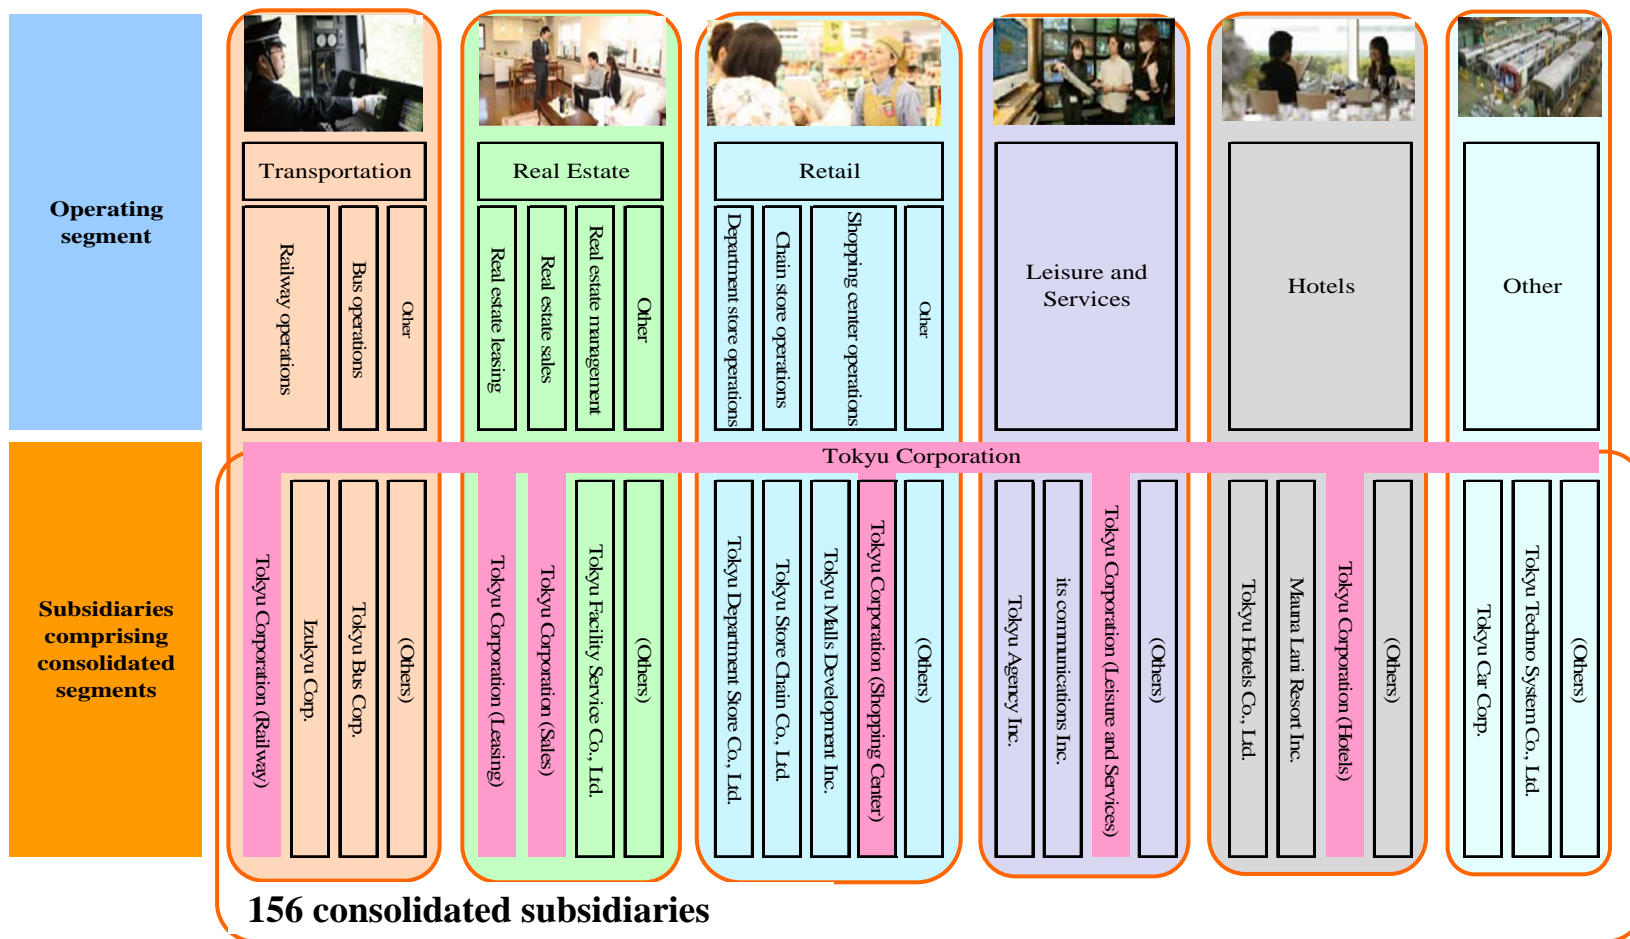 Operating
segment
Transportation
Railway operations
Bus operations
Other
Real Estate
Real estate leasing
Real estate sales
Real estate management
Other
Retail
Department store operations
Chain store operations
Shopping center operations
Other
Leisure and
Services
Hotels
Other
Subsidiaries
comprising
consolidated
segments
Tokyu Corporation
Tokyu Corporation (Railway)
Izukyu Corp.
Tokyu Bus Corp.
(Others)
Tokyu Corporation (Leasing)
Tokyu Corporation (Sales)
Tokyu Facility Service Co., Ltd.
(Others)
Tokyu Department Store Co., Ltd.
Tokyu Store Chain Co., Ltd.
Tokyu Malls Development Inc.
Tokyu Corporation (Shopping Center)
(Others)
Tokyu Agency Inc.
its communications Inc.
Tokyu Corporation (Leisure and Services)
(Others)
Tokyu Hotels Co., Ltd.
Mauna Lani Resort Inc.
Tokyu Corporation (Hotels)
(Others)
Tokyu Car Corp.
Tokyu Techno System Co., Ltd.
(Others)
156 consolidated subsidiaries